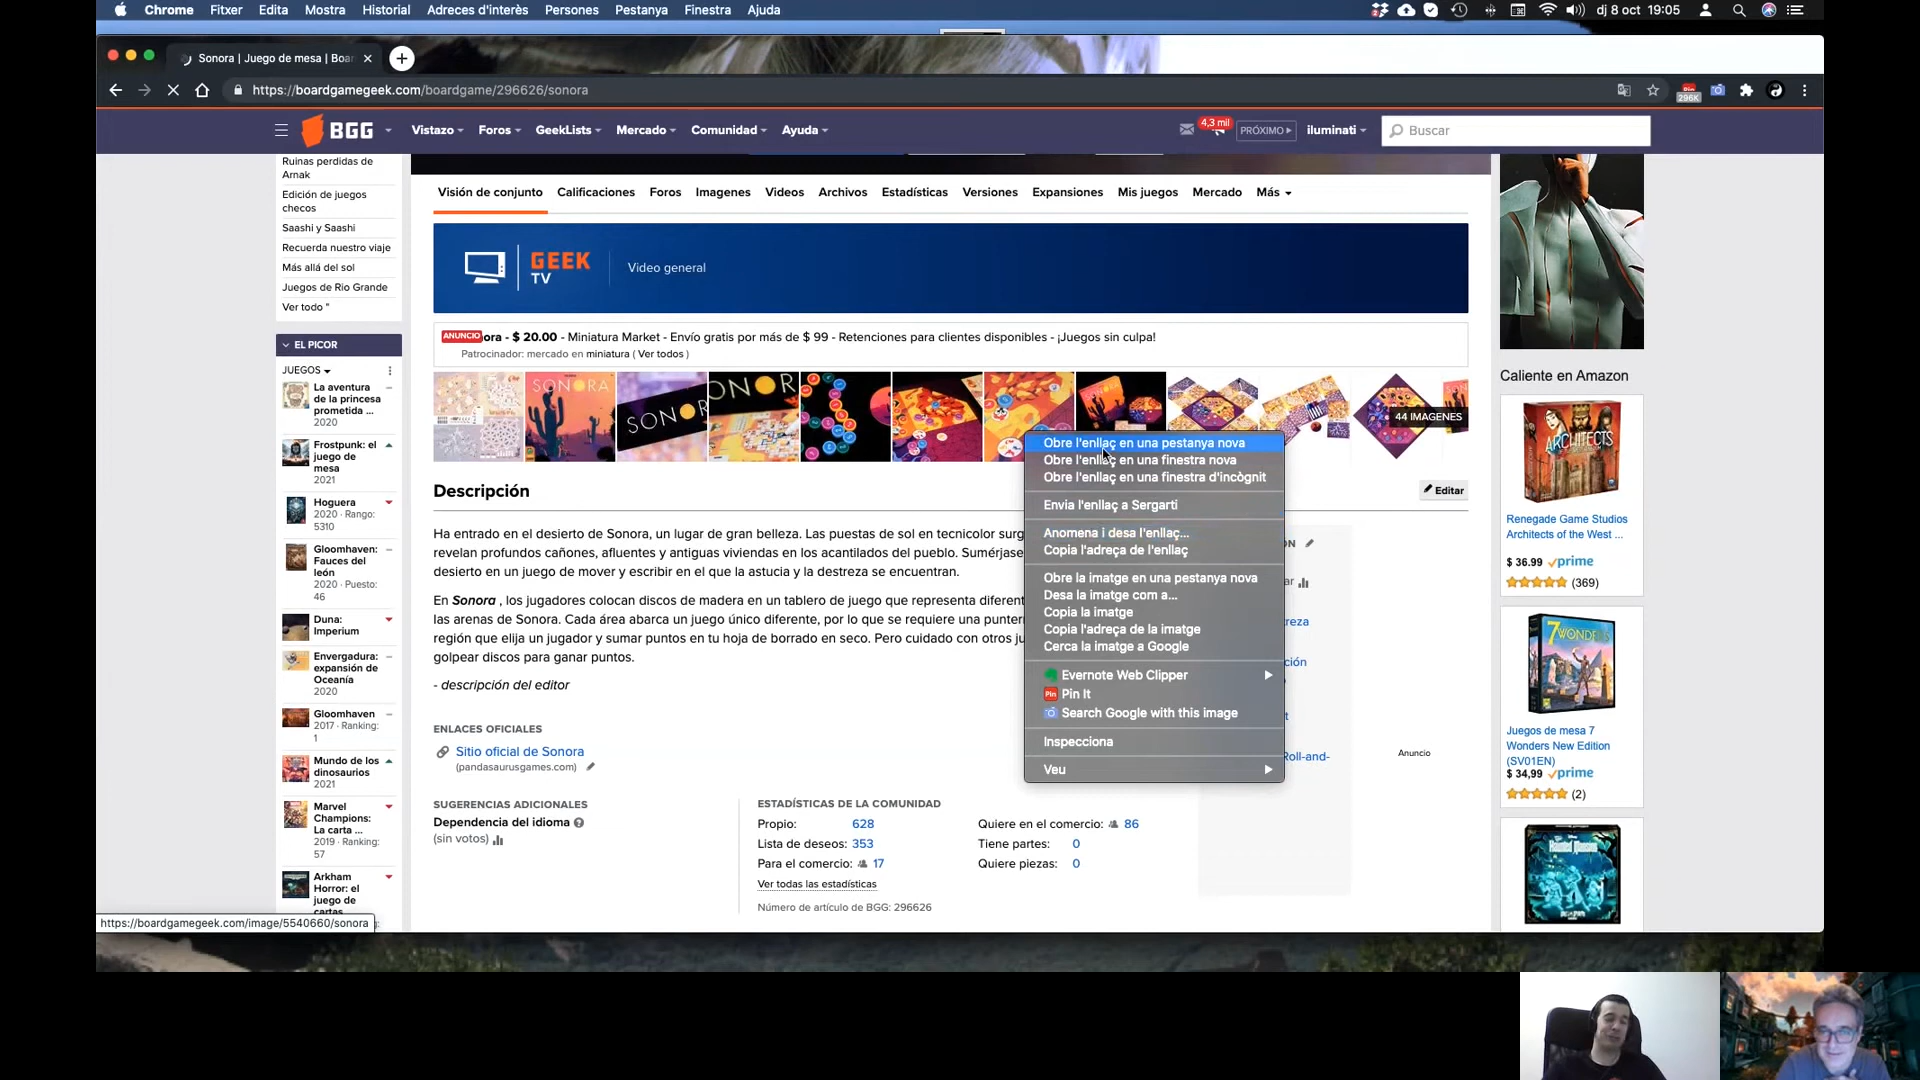 Chrome Fitxer Edita Mostra Historial Adreces d'interès Persones Pestanya Finestra Ajuda
dj 8 oct 19:05
Sonora | Juego de mesa | Boar
https://boardgamegeek.com/boardgame/296626/sonora
296K
BGG
Vistazo Foros GeekLists Mercado Comunidad Ayuda
4,3 mil
PRÓXIMO
iluminati
Buscar
Ruinas perdidas de
Arnak
Edición de juegos
checos
Saashi y Saashi
Recuerda nuestro viaje
Más allá del sol
Juegos de Rio Grande
Ver todo "
EL PICOR
JUEGOS
La aventura
de la princesa
prometida ...
2020
Frostpunk: el
juego de
mesa
2021
Hoguera
2020 · Rango:
5310
Gloomhaven:
Fauces del
león
2020 · Puesto:
46
Duna:
Imperium
Envergadura:
expansión de
Oceanía
2020
Gloomhaven
2017 · Ranking:
1
Mundo de los
dinosaurios
2021
Marvel
Champions:
La carta ...
2019 · Ranking:
57
Arkham
Horror: el
juego de
cartas
https://boardgamegeek.com/image/5540660/sonora
Visión de conjunto Calificaciones Foros Imagenes Videos Archivos Estadísticas Versiones Expansiones Mis juegos Mercado Más
GEEK
TV
Video general
ANUNCIO ora - $ 20.00 - Miniatura Market - Envío gratis por más de $ 99 - Retenciones para clientes disponibles - ¡Juegos sin culpa!
Patrocinador: mercado en miniatura ( Ver todos )
SONORA
SONOR
SONO
44 IMAGENES
Descripción
Editar
Ha entrado en el desierto de Sonora, un lugar de gran belleza. Las puestas de sol en tecnicolor surg
revelan profundos cañones, afluentes y antiguas viviendas en los acantilados del pueblo. Sumérjase
desierto en un juego de mover y escribir en el que la astucia y la destreza se encuentran.
En Sonora , los jugadores colocan discos de madera en un tablero de juego que representa diferent
las arenas de Sonora. Cada área abarca un juego único diferente, por lo que se requiere una punter
región que elija un jugador y sumar puntos en tu hoja de borrado en seco. Pero cuidado con otros ju
golpear discos para ganar puntos.
- descripción del editor
ENLACES OFICIALES
Sitio oficial de Sonora
(pandasaurusgames.com)
SUGERENCIAS ADICIONALES
Dependencia del idioma
(sin votos)
ESTADÍSTICAS DE LA COMUNIDAD
Propio: 628
Lista de deseos: 353
Para el comercio: 17
Ver todas las estadísticas
Quiere en el comercio: 86
Tiene partes: 0
Quiere piezas: 0
Número de artículo de BGG: 296626
Obre l'enllaç en una pestanya nova
Obre l'enllaç en una finestra nova
Obre l'enllaç en una finestra d'incògnit
Envia l'enllaç a Sergarti
Anomena i desa l'enllaç...
Copia l'adreça de l'enllaç
Obre la imatge en una pestanya nova
Desa la imatge com a...
Copia la imatge
Copia l'adreça de la imatge
Cerca la imatge a Google
Evernote Web Clipper
Pin It
Search Google with this image
Inspecciona
Veu
ON
ar
reza
ción
t
Roll-and-
Anuncio
Caliente en Amazon
ARCHITECTS
Renegade Game Studios
Architects of the West ...
$ 36.99 prime
(369)
7 WONDERS
Juegos de mesa 7
Wonders New Edition
(SV01EN)
$ 34,99 prime
(2)
Haunted Mansion